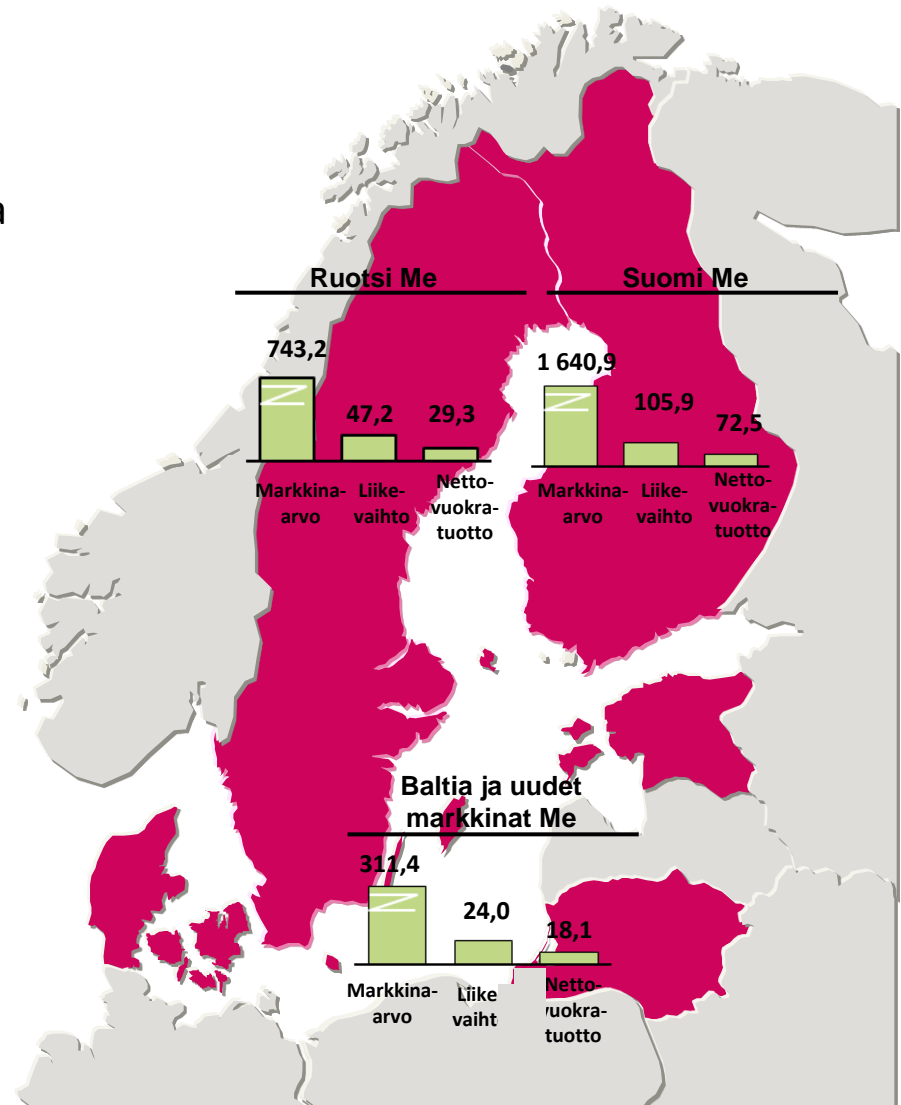 a
Ruotsi Me
743,2
47,2
29,3
Markkina-
arvo
Liike-
vaihto
Netto-
vuokra-
tuotto
Suomi Me
1 640,9
105,9
72,5
Markkina-
arvo
Liike-
vaihto
Netto-
vuokra-
tuotto
Baltia ja uudet
markkinat Me
311,4
24,0
18,1
Markkina-
arvo
Liike
vaiht
Netto-
vuokra-
tuotto